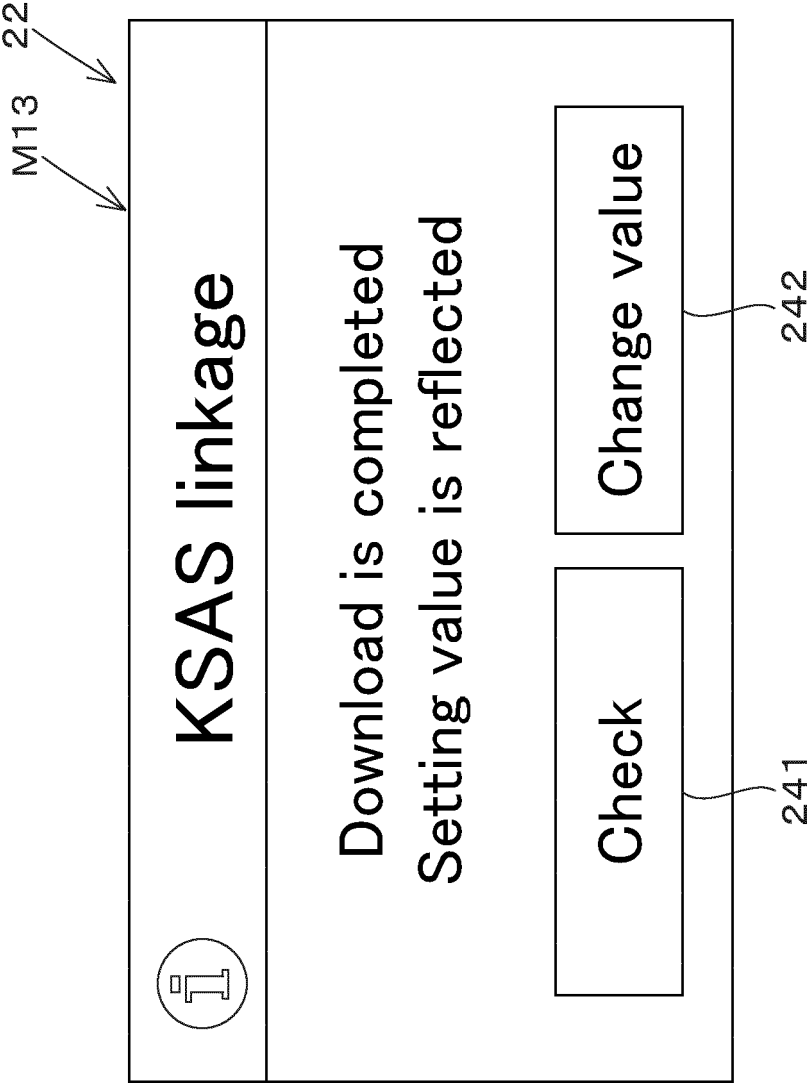 M13
22
i
KSAS linkage
Download is completed
Setting value is reflected
Check
Change value
241
242